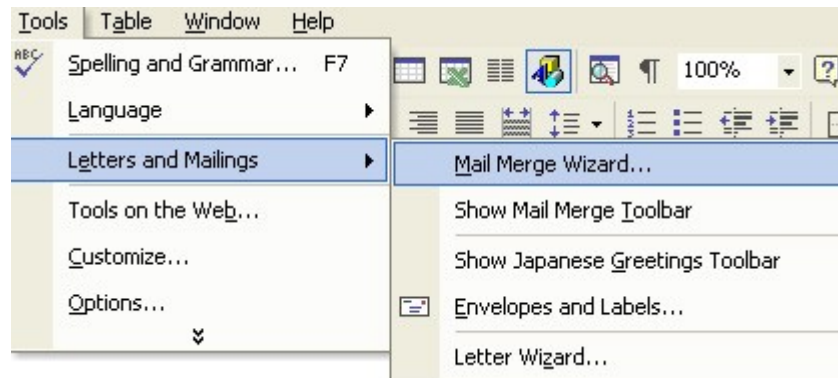 Tools Table Window Help
ABC
Spelling and Grammar... F7
100%
Language
Letters and Mailings
Mail Merge Wizard...
Tools on the Web...
Show Mail Merge Toolbar
Customize...
Show Japanese Greetings Toolbar
Options...
Envelopes and Labels...
Letter Wizard...